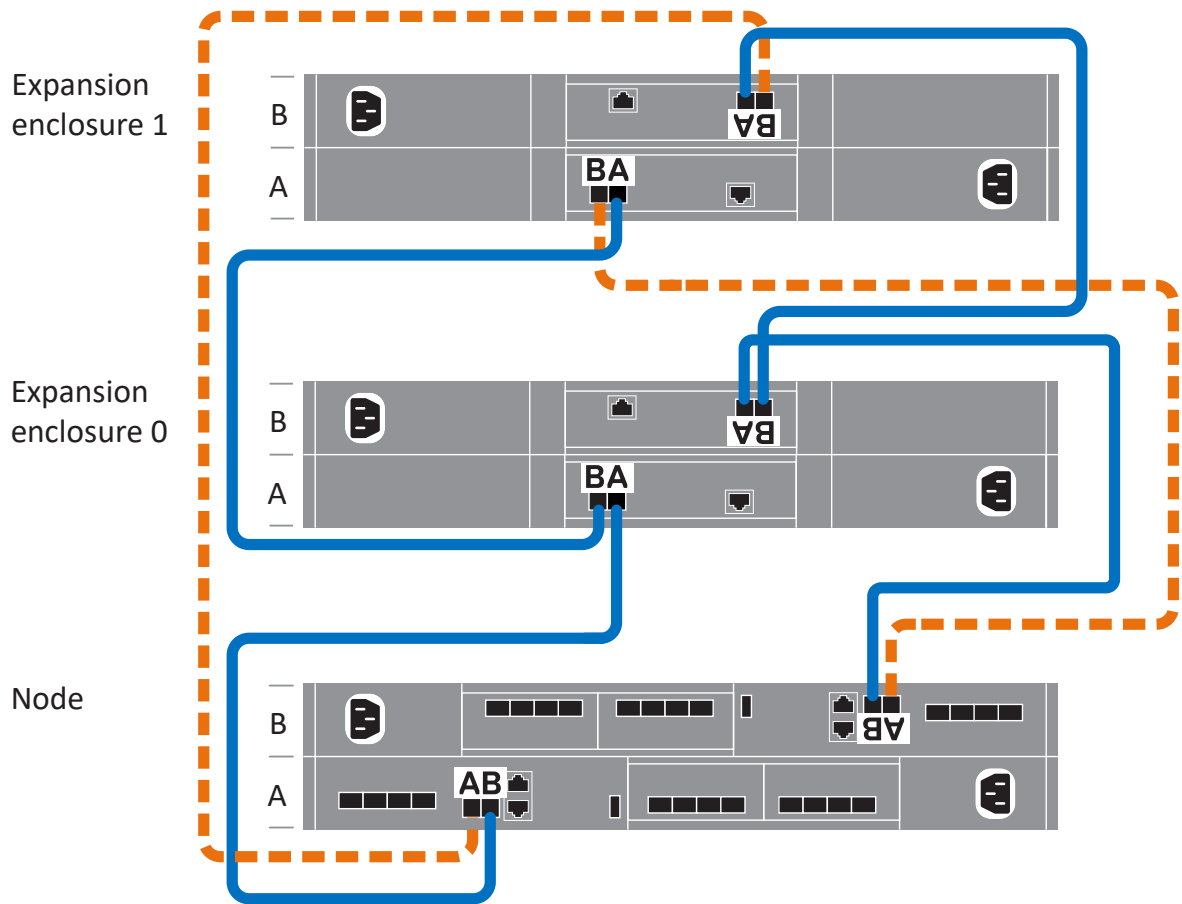 Expansion
enclosure 1
B
BA
A
BA
Expansion
enclosure 0
B
BA
A
BA
Node
B
AB
A
AB